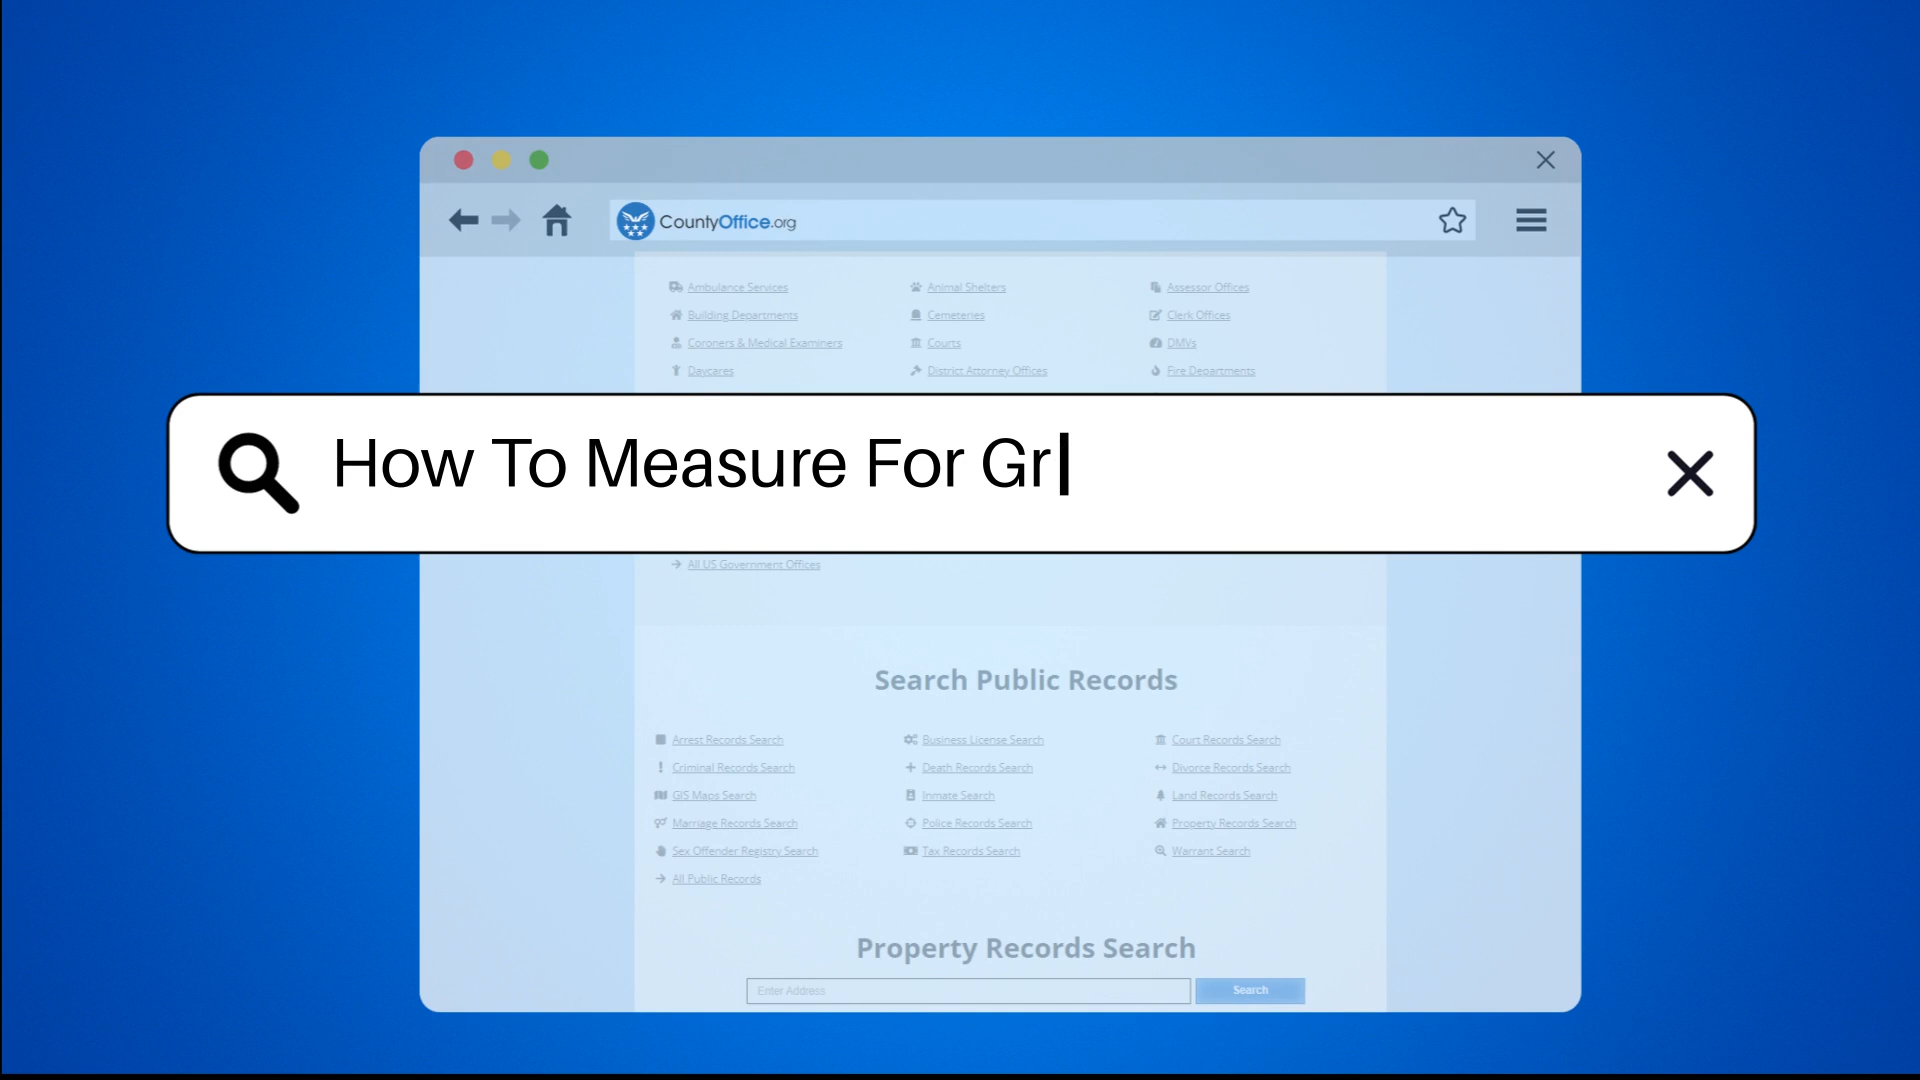 CountyOffice.org
Ambulance Services Animal Shelters Assessor Offices
Building Departments Cemeteries Clerk Offices
Coroners & Medical Examiners Courts DMVs
Daycares District Attorney Offices Fire Departments
How To Measure For Gr
All US Government Offices
Search Public Records
Arrest Records Search Business License Search Court Records Search
Criminal Records Search Death Records Search Divorce Records Search
GIS Maps Search Inmate Search Land Records Search
Marriage Records Search Police Records Search Property Records Search
Sex Offender Registry Search Tax Records Search Warrant Search
All Public Records
Property Records Search
Enter Address Search